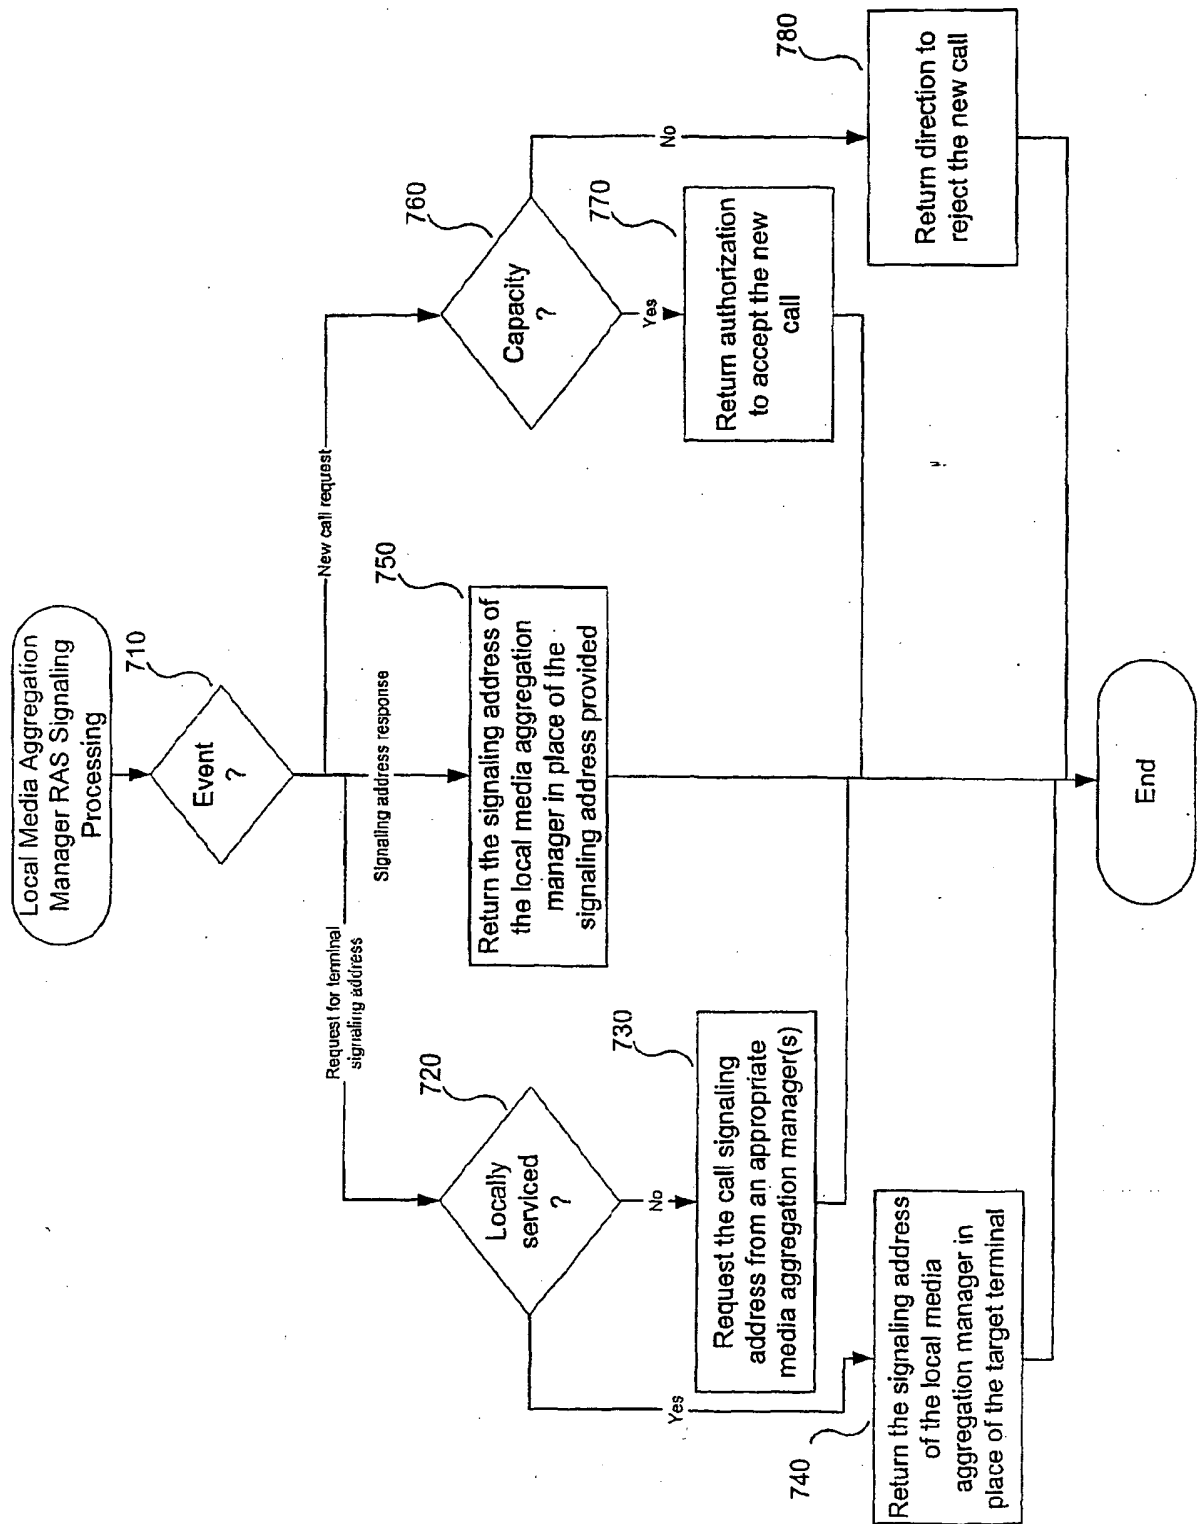 Local Media Aggregation
Manager RAS Signaling
Processing
710
Event
?
Request for terminal
signaling address
Signaling address response
New call request
720
Locally
serviced
?
No
Yes
730
Request the call signaling
address from an appropriate
media aggregation manager(s)
740
Return the signaling address
of the local media
aggregation manager in
place of the target terminal
750
Return the signaling address of
the local media aggregation
manager in place of the
signaling address provided
760
Capacity
?
Yes
No
770
Return authorization
to accept the new
call
780
Return direction to
reject the new call
End